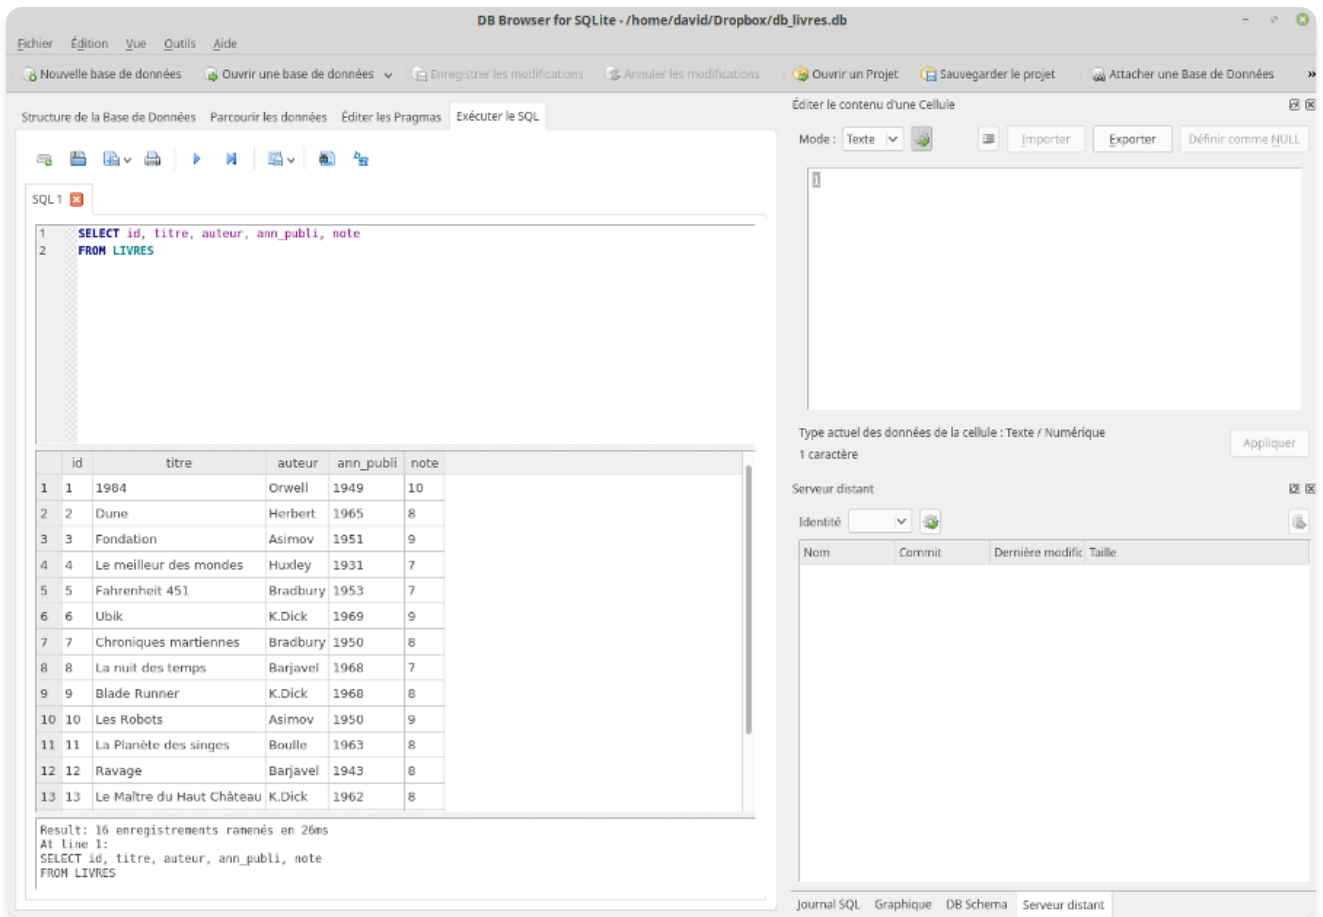 DB Browser for SQLite - /home/david/Dropbox/db_livres.db
Fichier Édition Vue Outils Aide
Nouvelle base de données Ouvrir une base de données Enregistrer les modifications Annuler les modifications Ouvrir un Projet Sauvegarder le projet Attacher une Base de Données »
Structure de la Base de Données Parcourir les données Éditer les Pragmas Exécuter le SQL
SQL 1
1 SELECT id, titre, auteur, ann_publi, note
2 FROM LIVRES
id titre auteur ann_publi note
1 1 1984 Orwell 1949 10
2 2 Dune Herbert 1965 8
3 3 Fondation Asimov 1951 9
4 4 Le meilleur des mondes Huxley 1931 7
5 5 Fahrenheit 451 Bradbury 1953 7
6 6 Ubik K.Dick 1969 9
7 7 Chroniques martiennes Bradbury 1950 8
8 8 La nuit des temps Barjavel 1968 7
9 9 Blade Runner K.Dick 1968 8
10 10 Les Robots Asimov 1950 9
11 11 La Planète des singes Boulle 1963 8
12 12 Ravage Barjavel 1943 8
13 13 Le Maître du Haut Château K.Dick 1962 8
Result: 16 enregistrements ramenés en 26ms
At line 1:
SELECT id, titre, auteur, ann_publi, note
FROM LIVRES
Éditer le contenu d'une Cellule
Mode : Texte Importer Exporter Définir comme NULL
1
Type actuel des données de la cellule : Texte / Numérique
1 caractère
Appliquer
Serveur distant
Identité
Nom Commit Dernière modific Taille
Journal SQL Graphique DB Schema Serveur distant